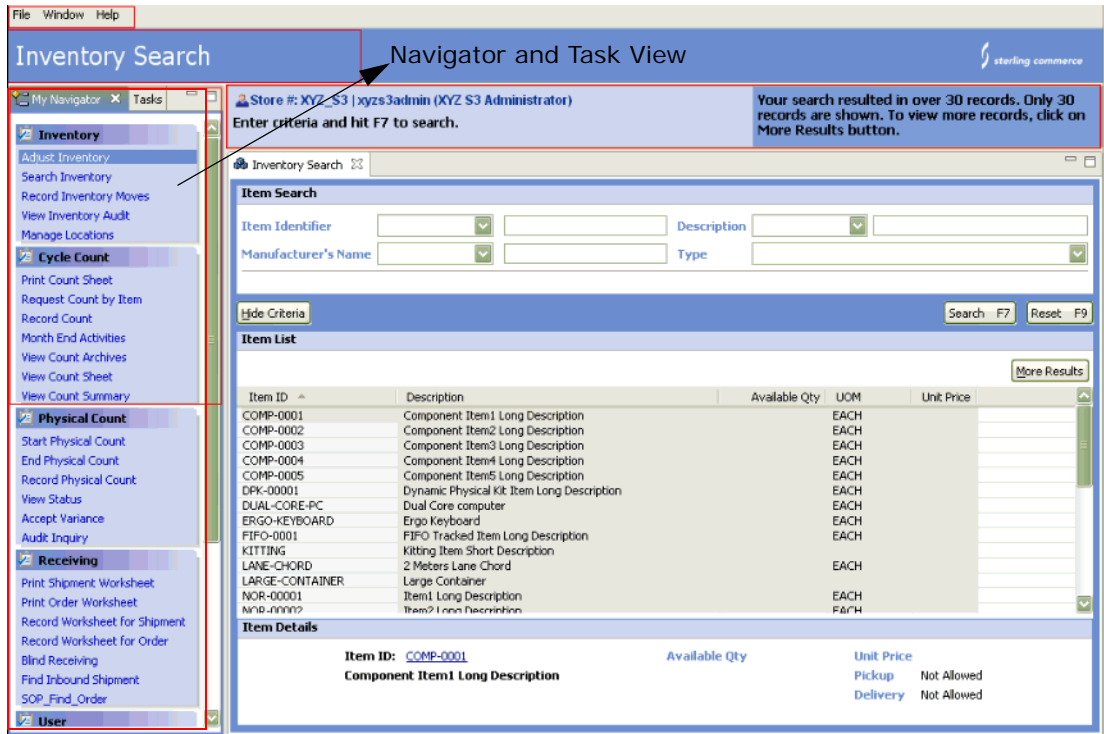 File Window Help
Inventory Search
Navigator and Task View
sterling commerce
My Navigator Tasks
Inventory
Adjust Inventory
Search Inventory
Record Inventory Moves
View Inventory Audit
Manage Locations
Cycle Count
Print Count Sheet
Request Count by Item
Record Count
Month End Activities
View Count Archives
View Count Sheet
View Count Summary
Physical Count
Start Physical Count
End Physical Count
Record Physical Count
View Status
Accept Variance
Audit Inquiry
Receiving
Print Shipment Worksheet
Print Order Worksheet
Record Worksheet for Shipment
Record Worksheet for Order
Blind Receiving
Find Inbound Shipment
SOP_Find_Order
User
Store #: XYZ_S3 | xyzs3admin (XYZ S3 Administrator)
Enter criteria and hit F7 to search.
Your search resulted in over 30 records. Only 30
records are shown. To view more records, click on
More Results button.
Inventory Search
Item Search
Item Identifier Description
Manufacturer's Name Type
Hide Criteria Search F7 Reset F9
Item List
More Results
Item ID Description Available Qty UOM Unit Price
COMP-0001 Component Item1 Long Description EACH
COMP-0002 Component Item2 Long Description EACH
COMP-0003 Component Item3 Long Description EACH
COMP-0004 Component Item4 Long Description EACH
COMP-0005 Component Item5 Long Description EACH
DPK-00001 Dynamic Physical Kit Item Long Description EACH
DUAL-CORE-PC Dual Core computer EACH
ERGO-KEYBOARD Ergo Keyboard EACH
FIFO-0001 FIFO Tracked Item Long Description EACH
KITTING Kitting Item Short Description
LANE-CHORD 2 Meters Lane Chord EACH
LARGE-CONTAINER Large Container
NOR-00001 Item1 Long Description EACH
NOR-00002 Item2 Long Description EACH
Item Details
Item ID: COMP-0001 Available Qty Unit Price
Component Item1 Long Description Pickup Not Allowed
Delivery Not Allowed